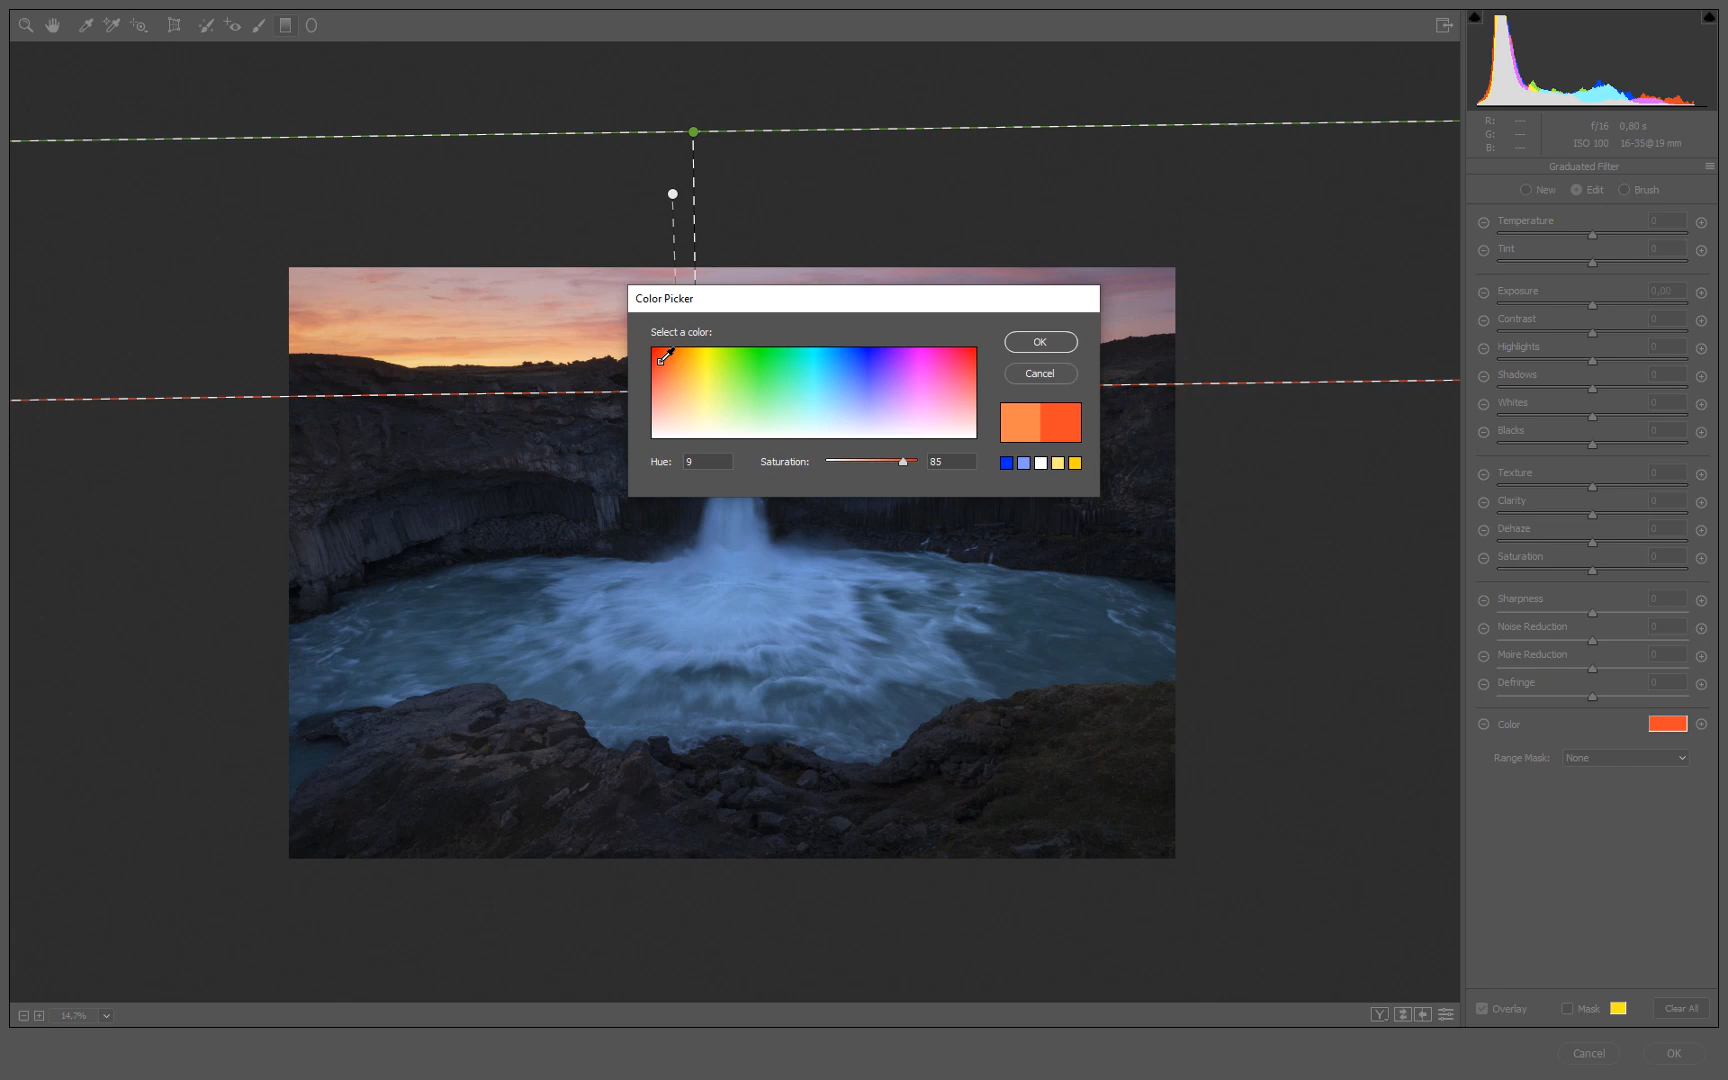 R: ---
G: ---
B: ---
f/16 0,80 s
ISO 100 16-35@19 mm
Graduated Filter
New Edit Brush
Temperature 0
Tint 0
Exposure 0,00
Contrast 0
Highlights 0
Shadows 0
Whites 0
Blacks 0
Texture 0
Clarity 0
Dehaze 0
Saturation 0
Sharpness 0
Noise Reduction 0
Moire Reduction 0
Defringe 0
Color
Range Mask: None
Color Picker
Select a color:
OK
Cancel
Hue: 9 Saturation: 85
14,7%
Y
Overlay Mask Clear All
Cancel OK